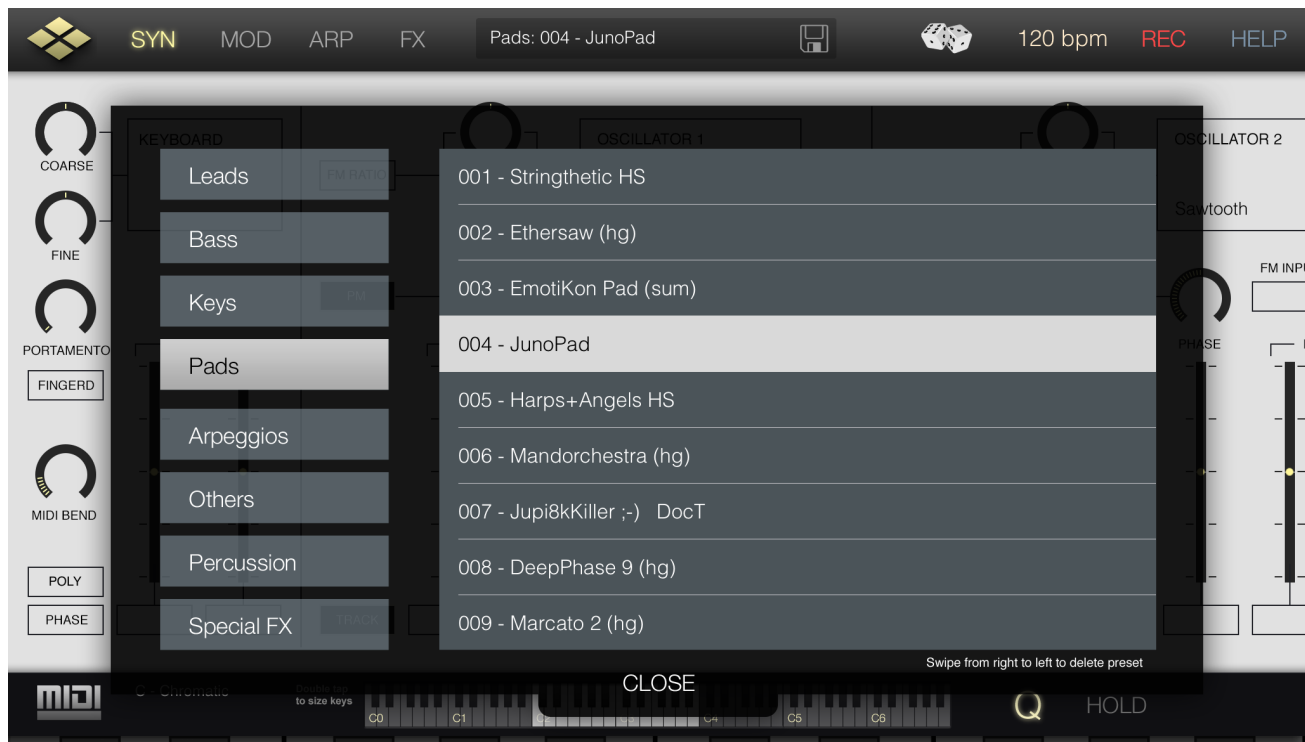 SYN MOD ARP FX Pads: 004 - JunoPad 120 bpm REC HELP
COARSE
FINE
PORTAMENTO
FINGERD
MIDI BEND
POLY
PHASE
KEYBOARD
OSCILLATOR 1
OSCILLATOR 2
FM RATIO
Sawtooth
FM INPU
FM
PHASE
TRACK
Leads
Bass
Keys
Pads
Arpeggios
Others
Percussion
Special FX
001 - Stringthetic HS
002 - Ethersaw (hg)
003 - EmotiKon Pad (sum)
004 - JunoPad
005 - Harps+Angels HS
006 - Mandorchestra (hg)
007 - Jupi8kKiller ;-) DocT
008 - DeepPhase 9 (hg)
009 - Marcato 2 (hg)
Swipe from right to left to delete preset
CLOSE
MIDI
C - Chromatic
Double tap
to size keys
C0 C1 C2 C3 C4 C5 C6
Q HOLD